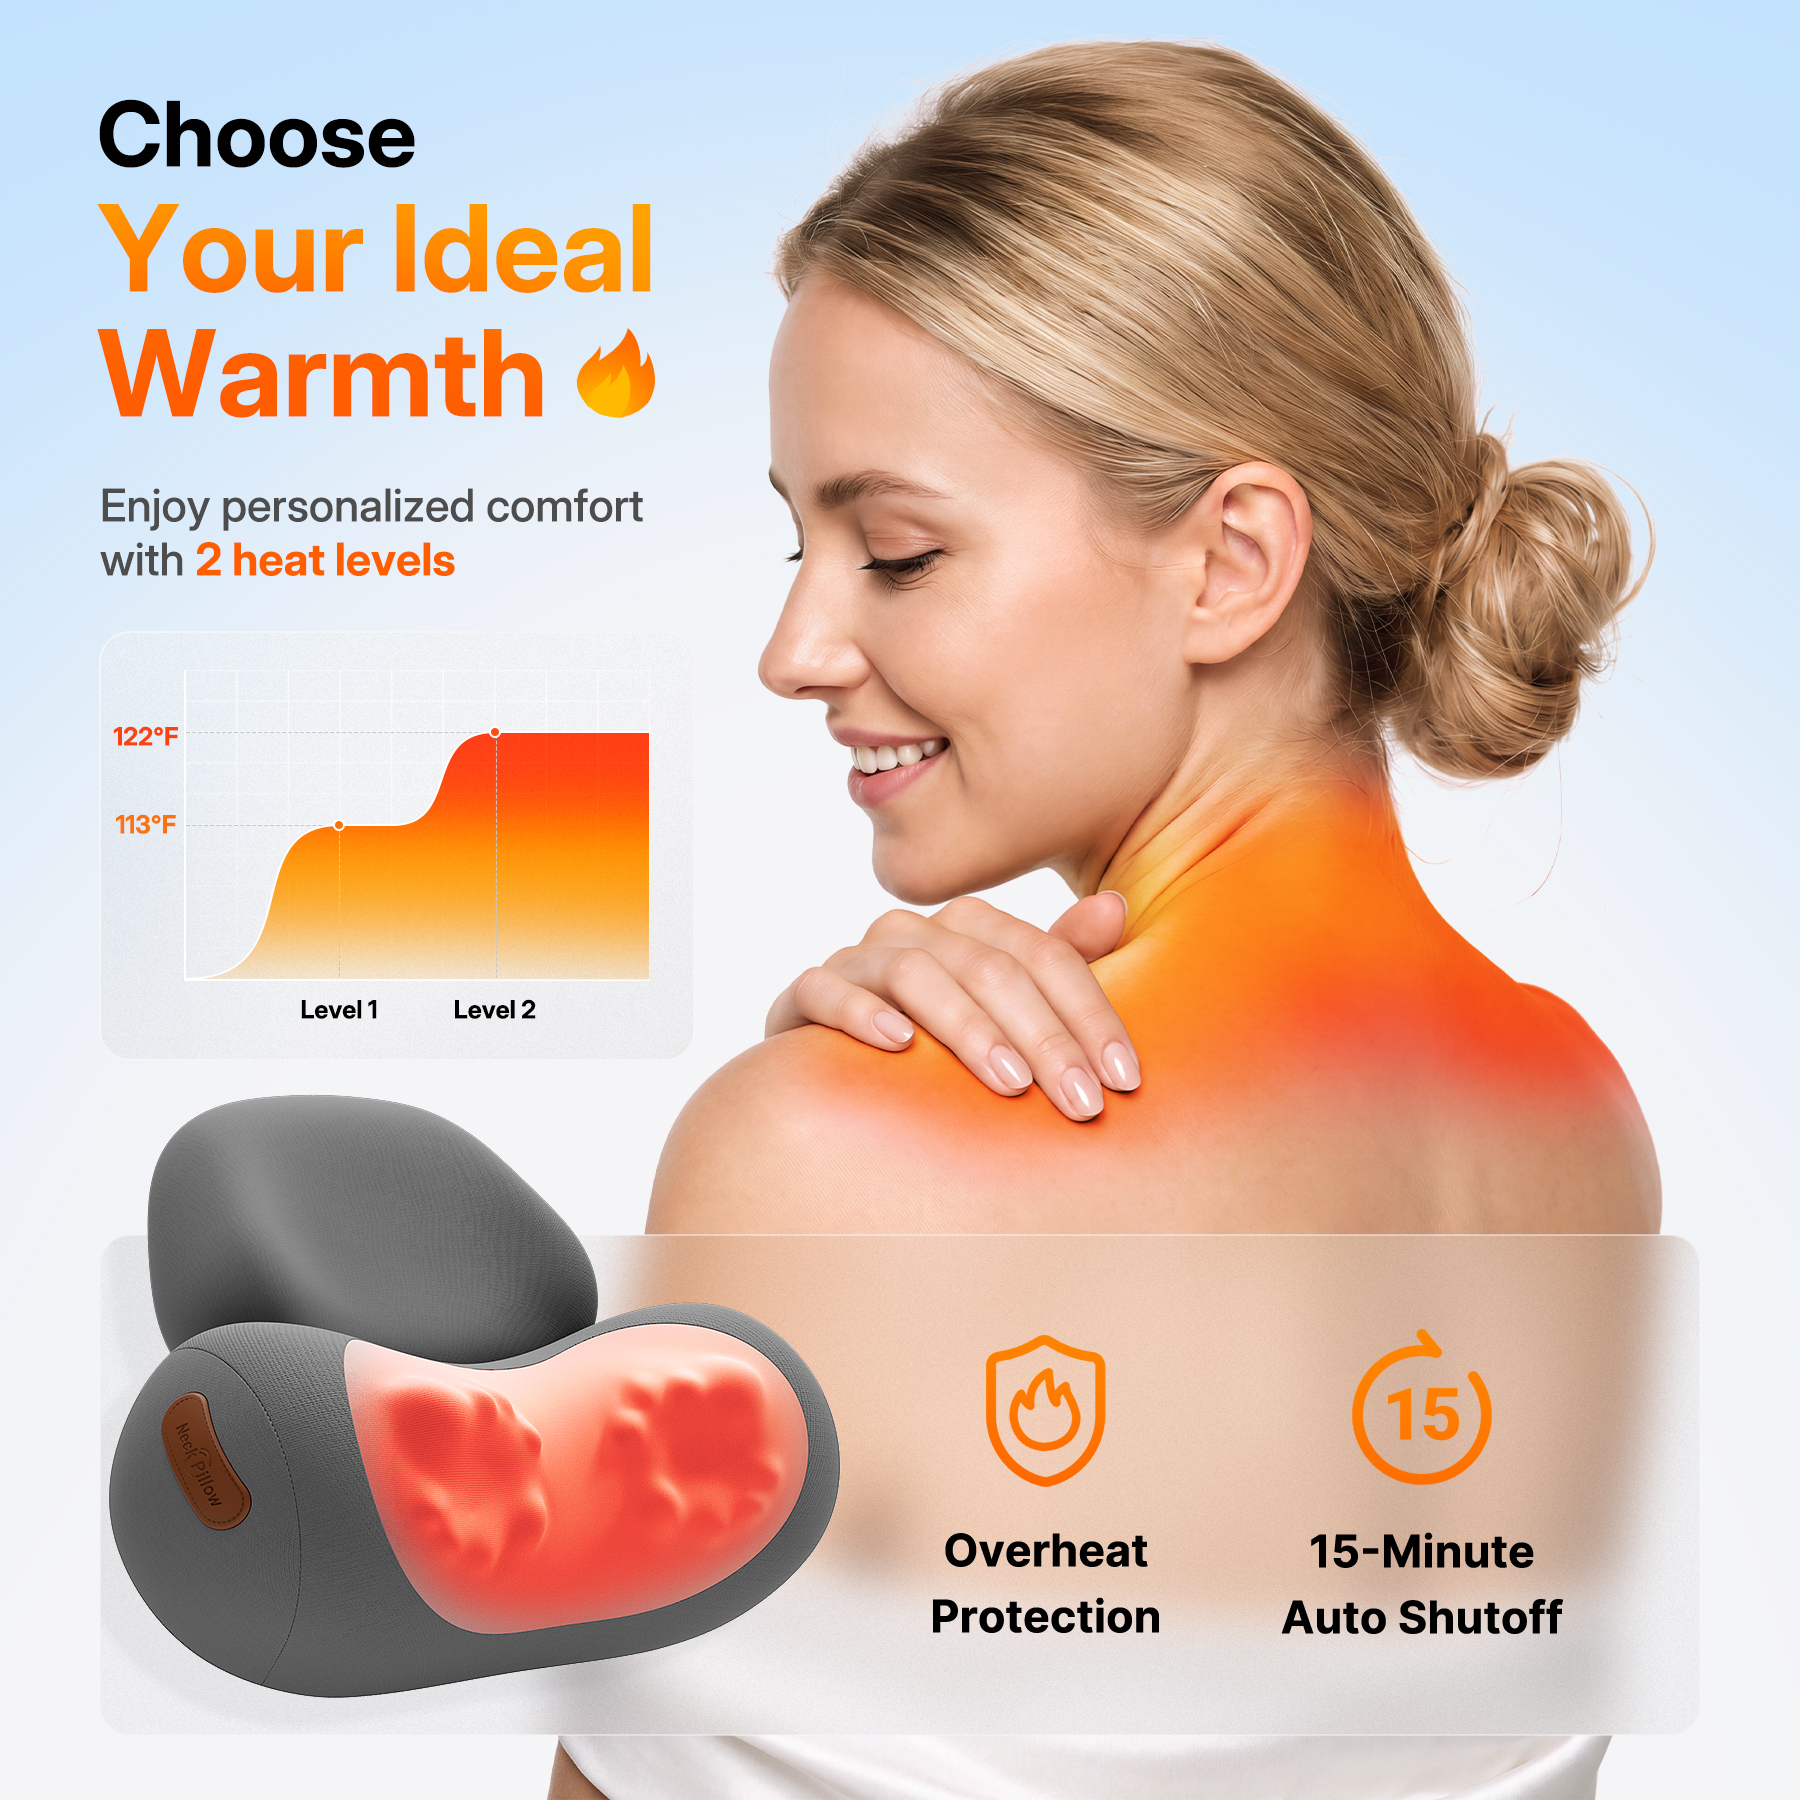 Choose
Your Ideal
Warmth
Enjoy personalized comfort
with 2 heat levels
122°F
113°F
Level 1
Level 2
Neck Pillow
15
Overheat
Protection
15-Minute
Auto Shutoff